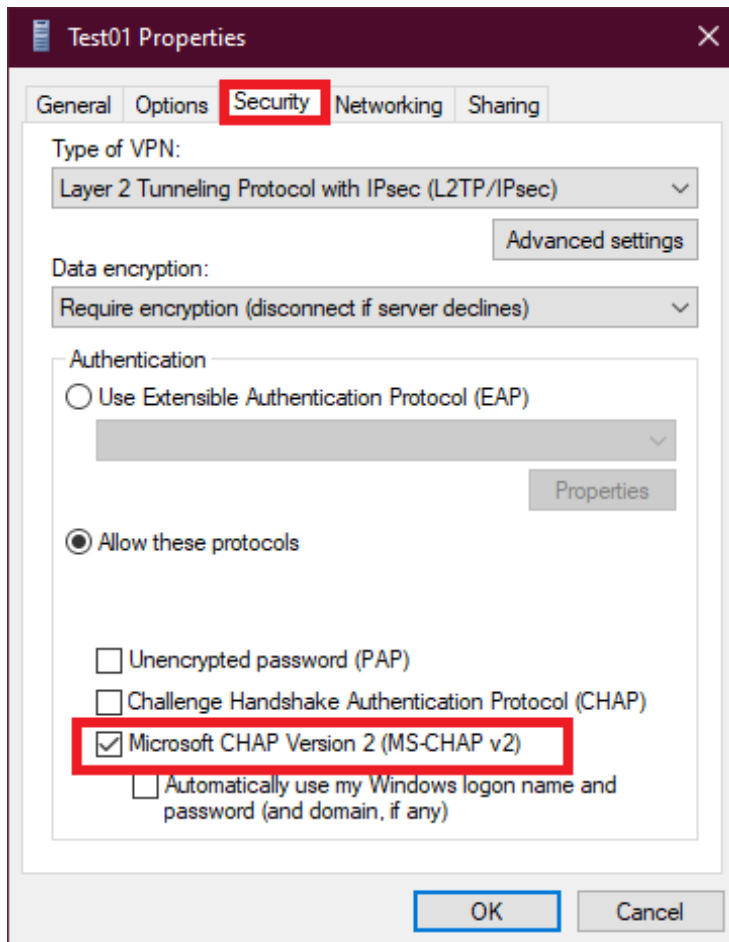 Test01 Properties
General Options Security Networking Sharing
Type of VPN:
Layer 2 Tunneling Protocol with IPsec (L2TP/IPsec)
Advanced settings
Data encryption:
Require encryption (disconnect if server declines)
Authentication
Use Extensible Authentication Protocol (EAP)
Properties
Allow these protocols
Unencrypted password (PAP)
Challenge Handshake Authentication Protocol (CHAP)
Microsoft CHAP Version 2 (MS-CHAP v2)
Automatically use my Windows logon name and
password (and domain, if any)
OK Cancel